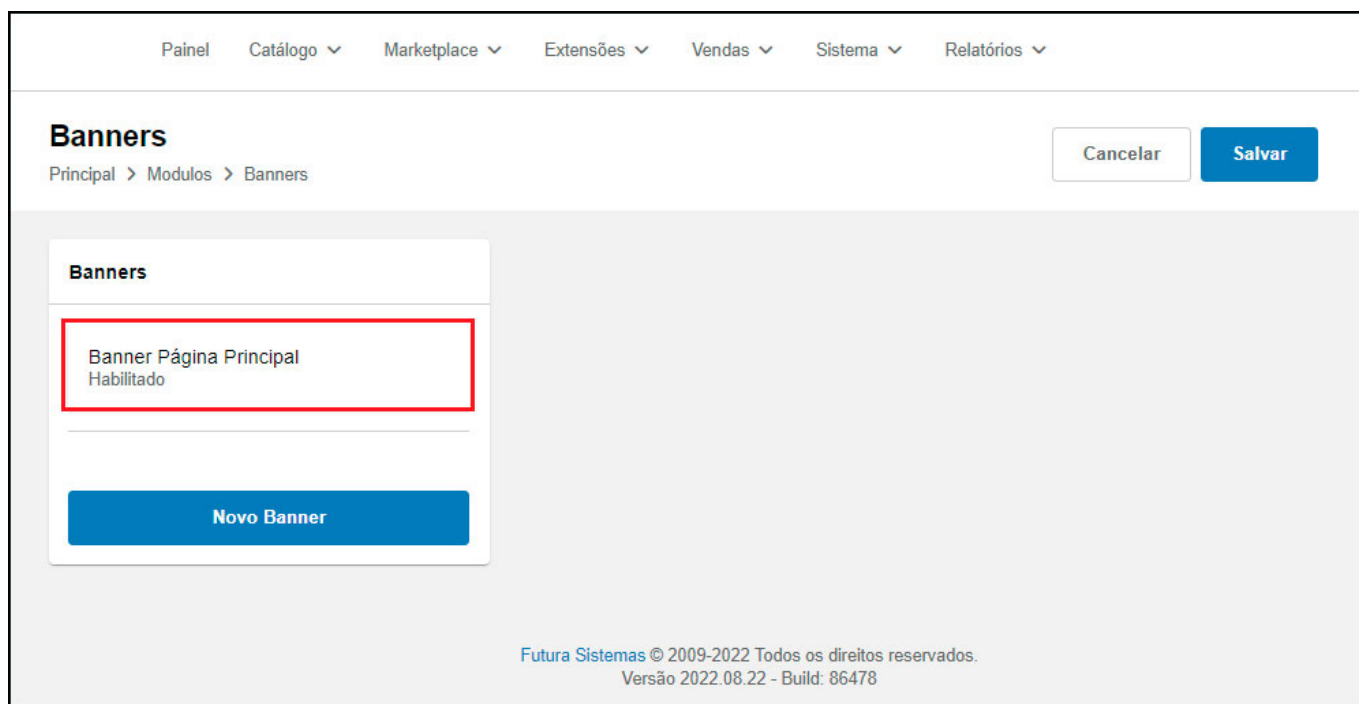 Painel Catálogo Marketplace Extensões Vendas Sistema Relatórios
Banners
Principal > Modulos > Banners
Cancelar
Salvar
Banners
Banner Página Principal
Habilitado
Novo Banner
Futura Sistemas © 2009-2022 Todos os direitos reservados.
Versão 2022.08.22 - Build: 86478